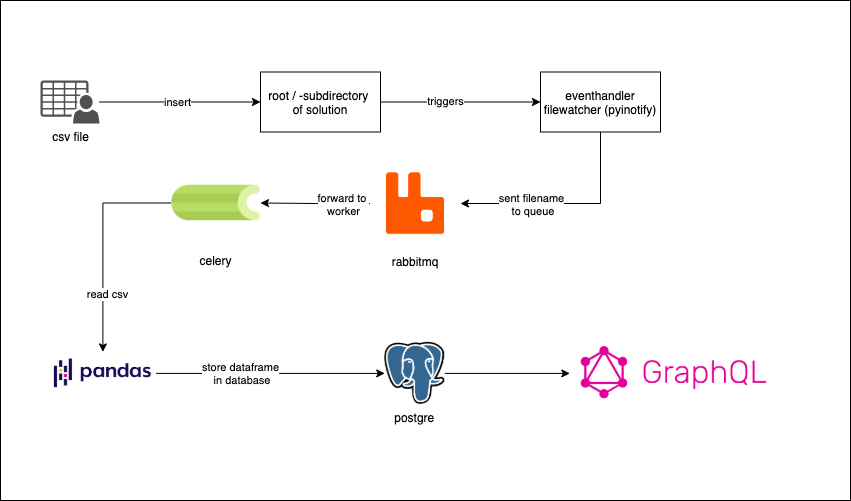 insert
root / -subdirectory
of solution
triggers
eventhandler
filewatcher (pyinotify)
csv file
forward to
worker
sent filename
to queue
celery
rabbitmq
read csv
pandas
store dataframe
in database
GraphQL
postgre